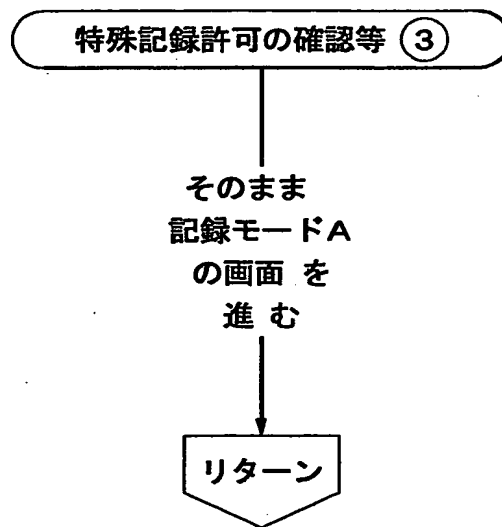 特殊記録許可の確認等 ③
そのまま
記録モードA
の画面 を
進 む
リターン